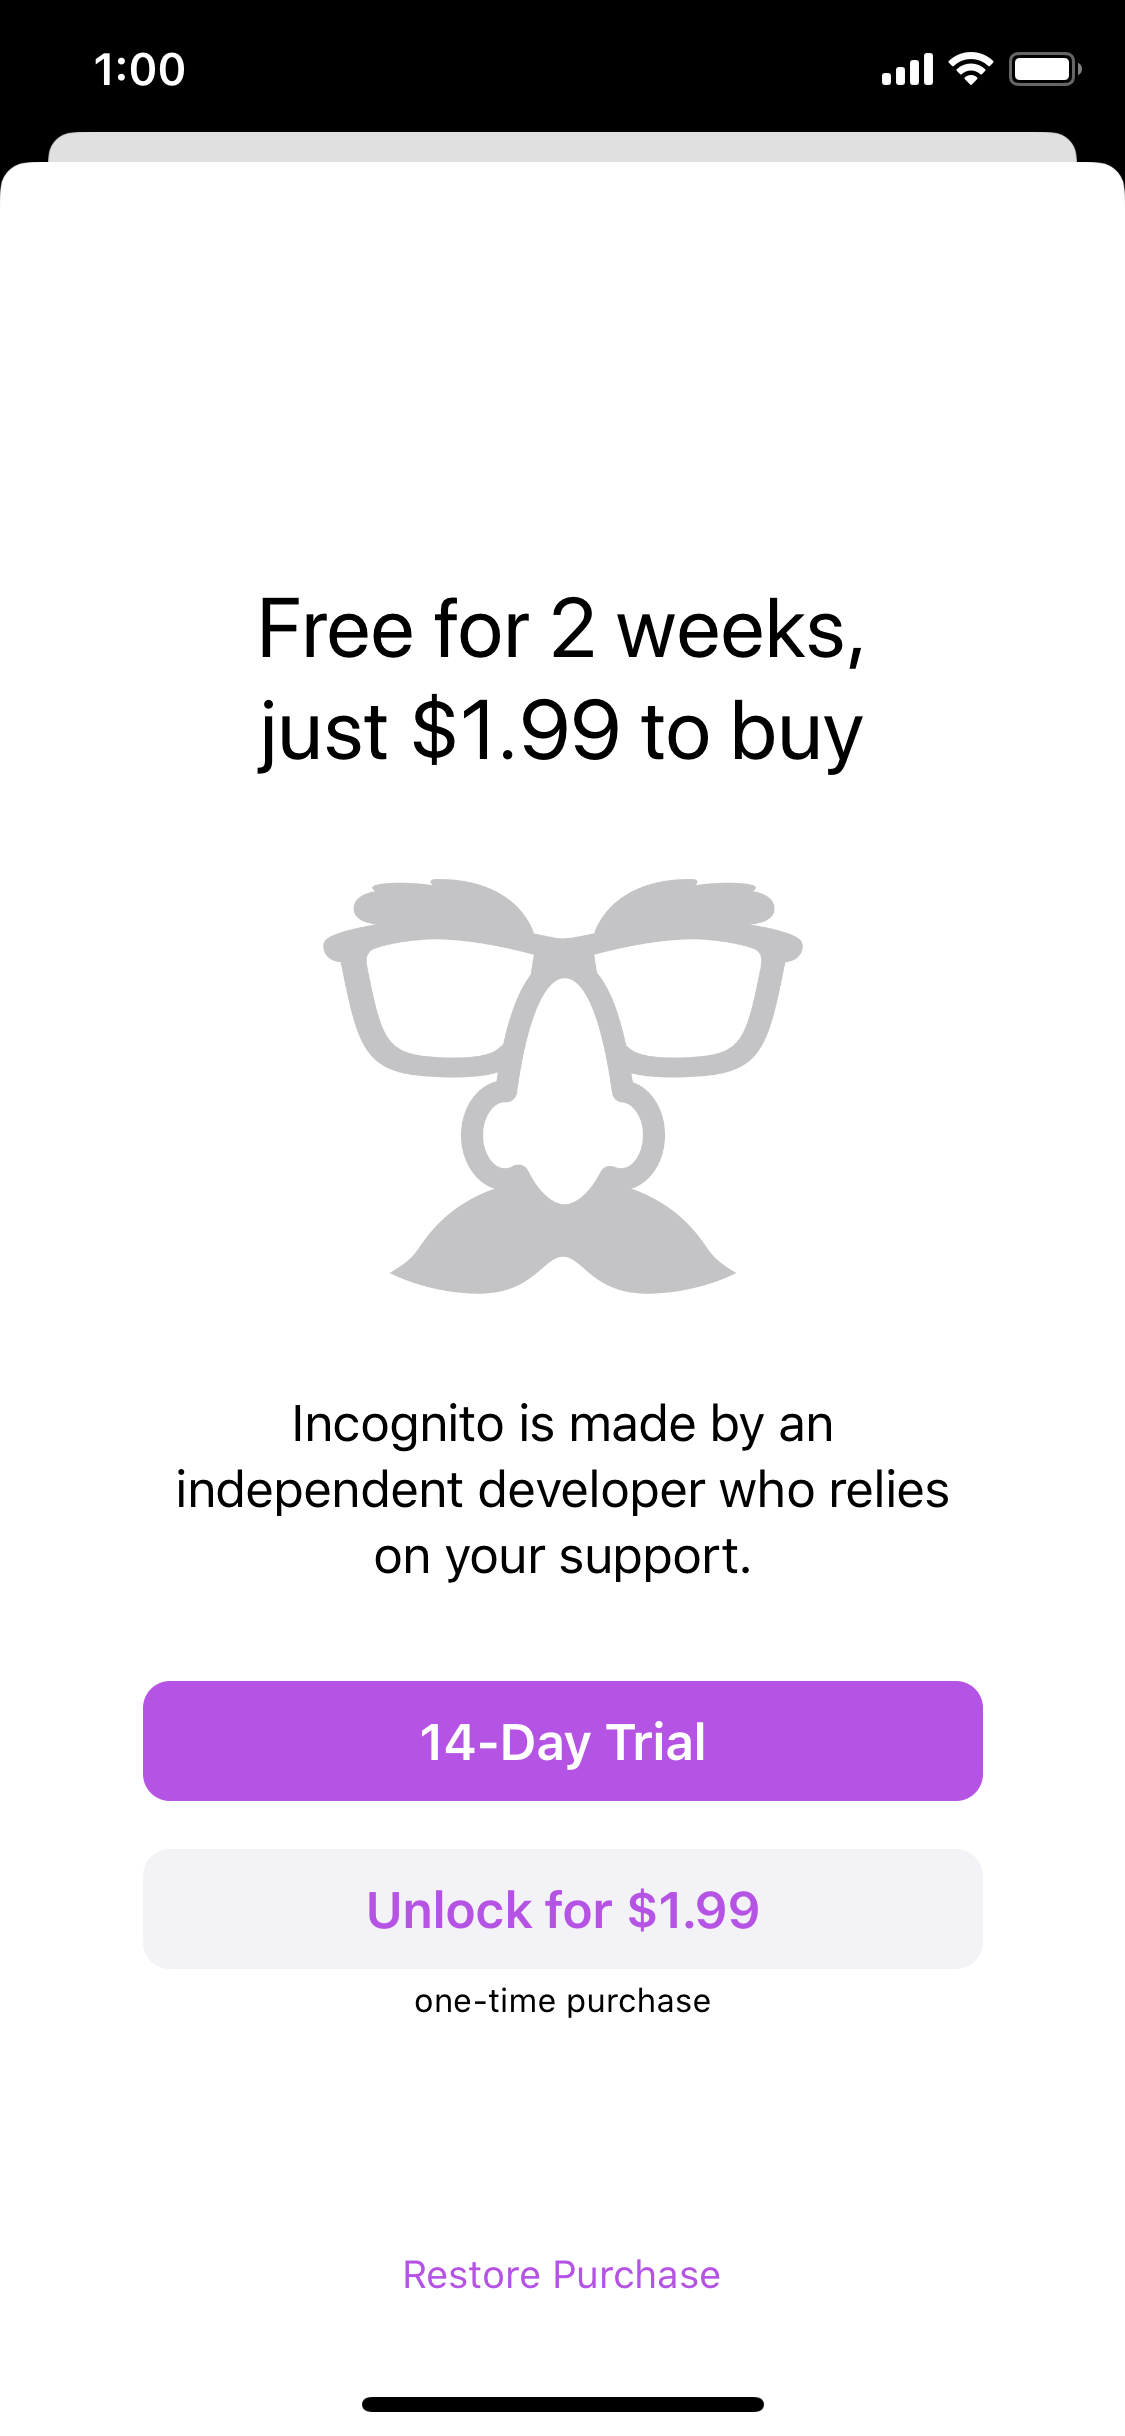 1:00
Free for 2 weeks,
just $1.99 to buy
Incognito is made by an
independent developer who relies
on your support.
14-Day Trial
Unlock for $1.99
one-time purchase
Restore Purchase